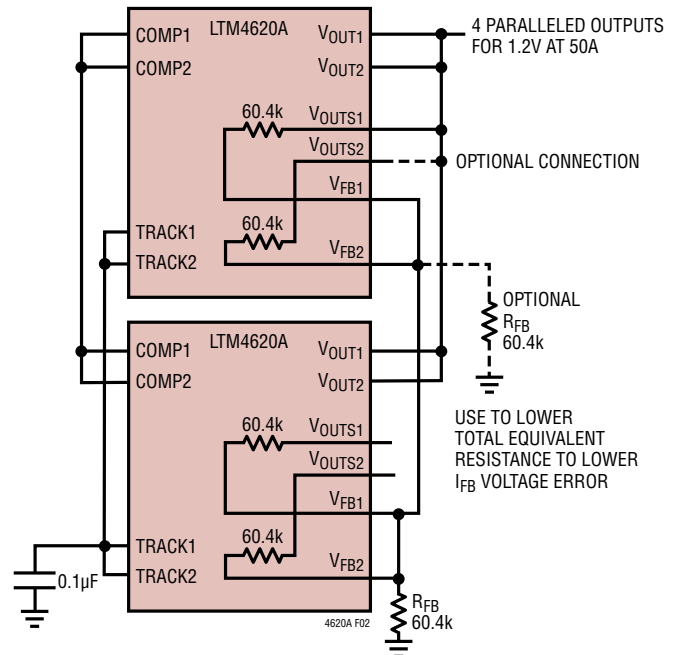 COMP1
LTM4620A
VOUT1
4 PARALLELED OUTPUTS
FOR 1.2V AT 50A
COMP2
VOUT2
60.4k
VOUTS1
VOUTS2
OPTIONAL CONNECTION
VFB1
60.4k
TRACK1
VFB2
TRACK2
OPTIONAL
RFB
60.4k
COMP1
LTM4620A
VOUT1
COMP2
VOUT2
USE TO LOWER
TOTAL EQUIVALENT
RESISTANCE TO LOWER
IFB VOLTAGE ERROR
60.4k
VOUTS1
VOUTS2
VFB1
60.4k
TRACK1
VFB2
TRACK2
0.1µF
RFB
60.4k
4620A F02